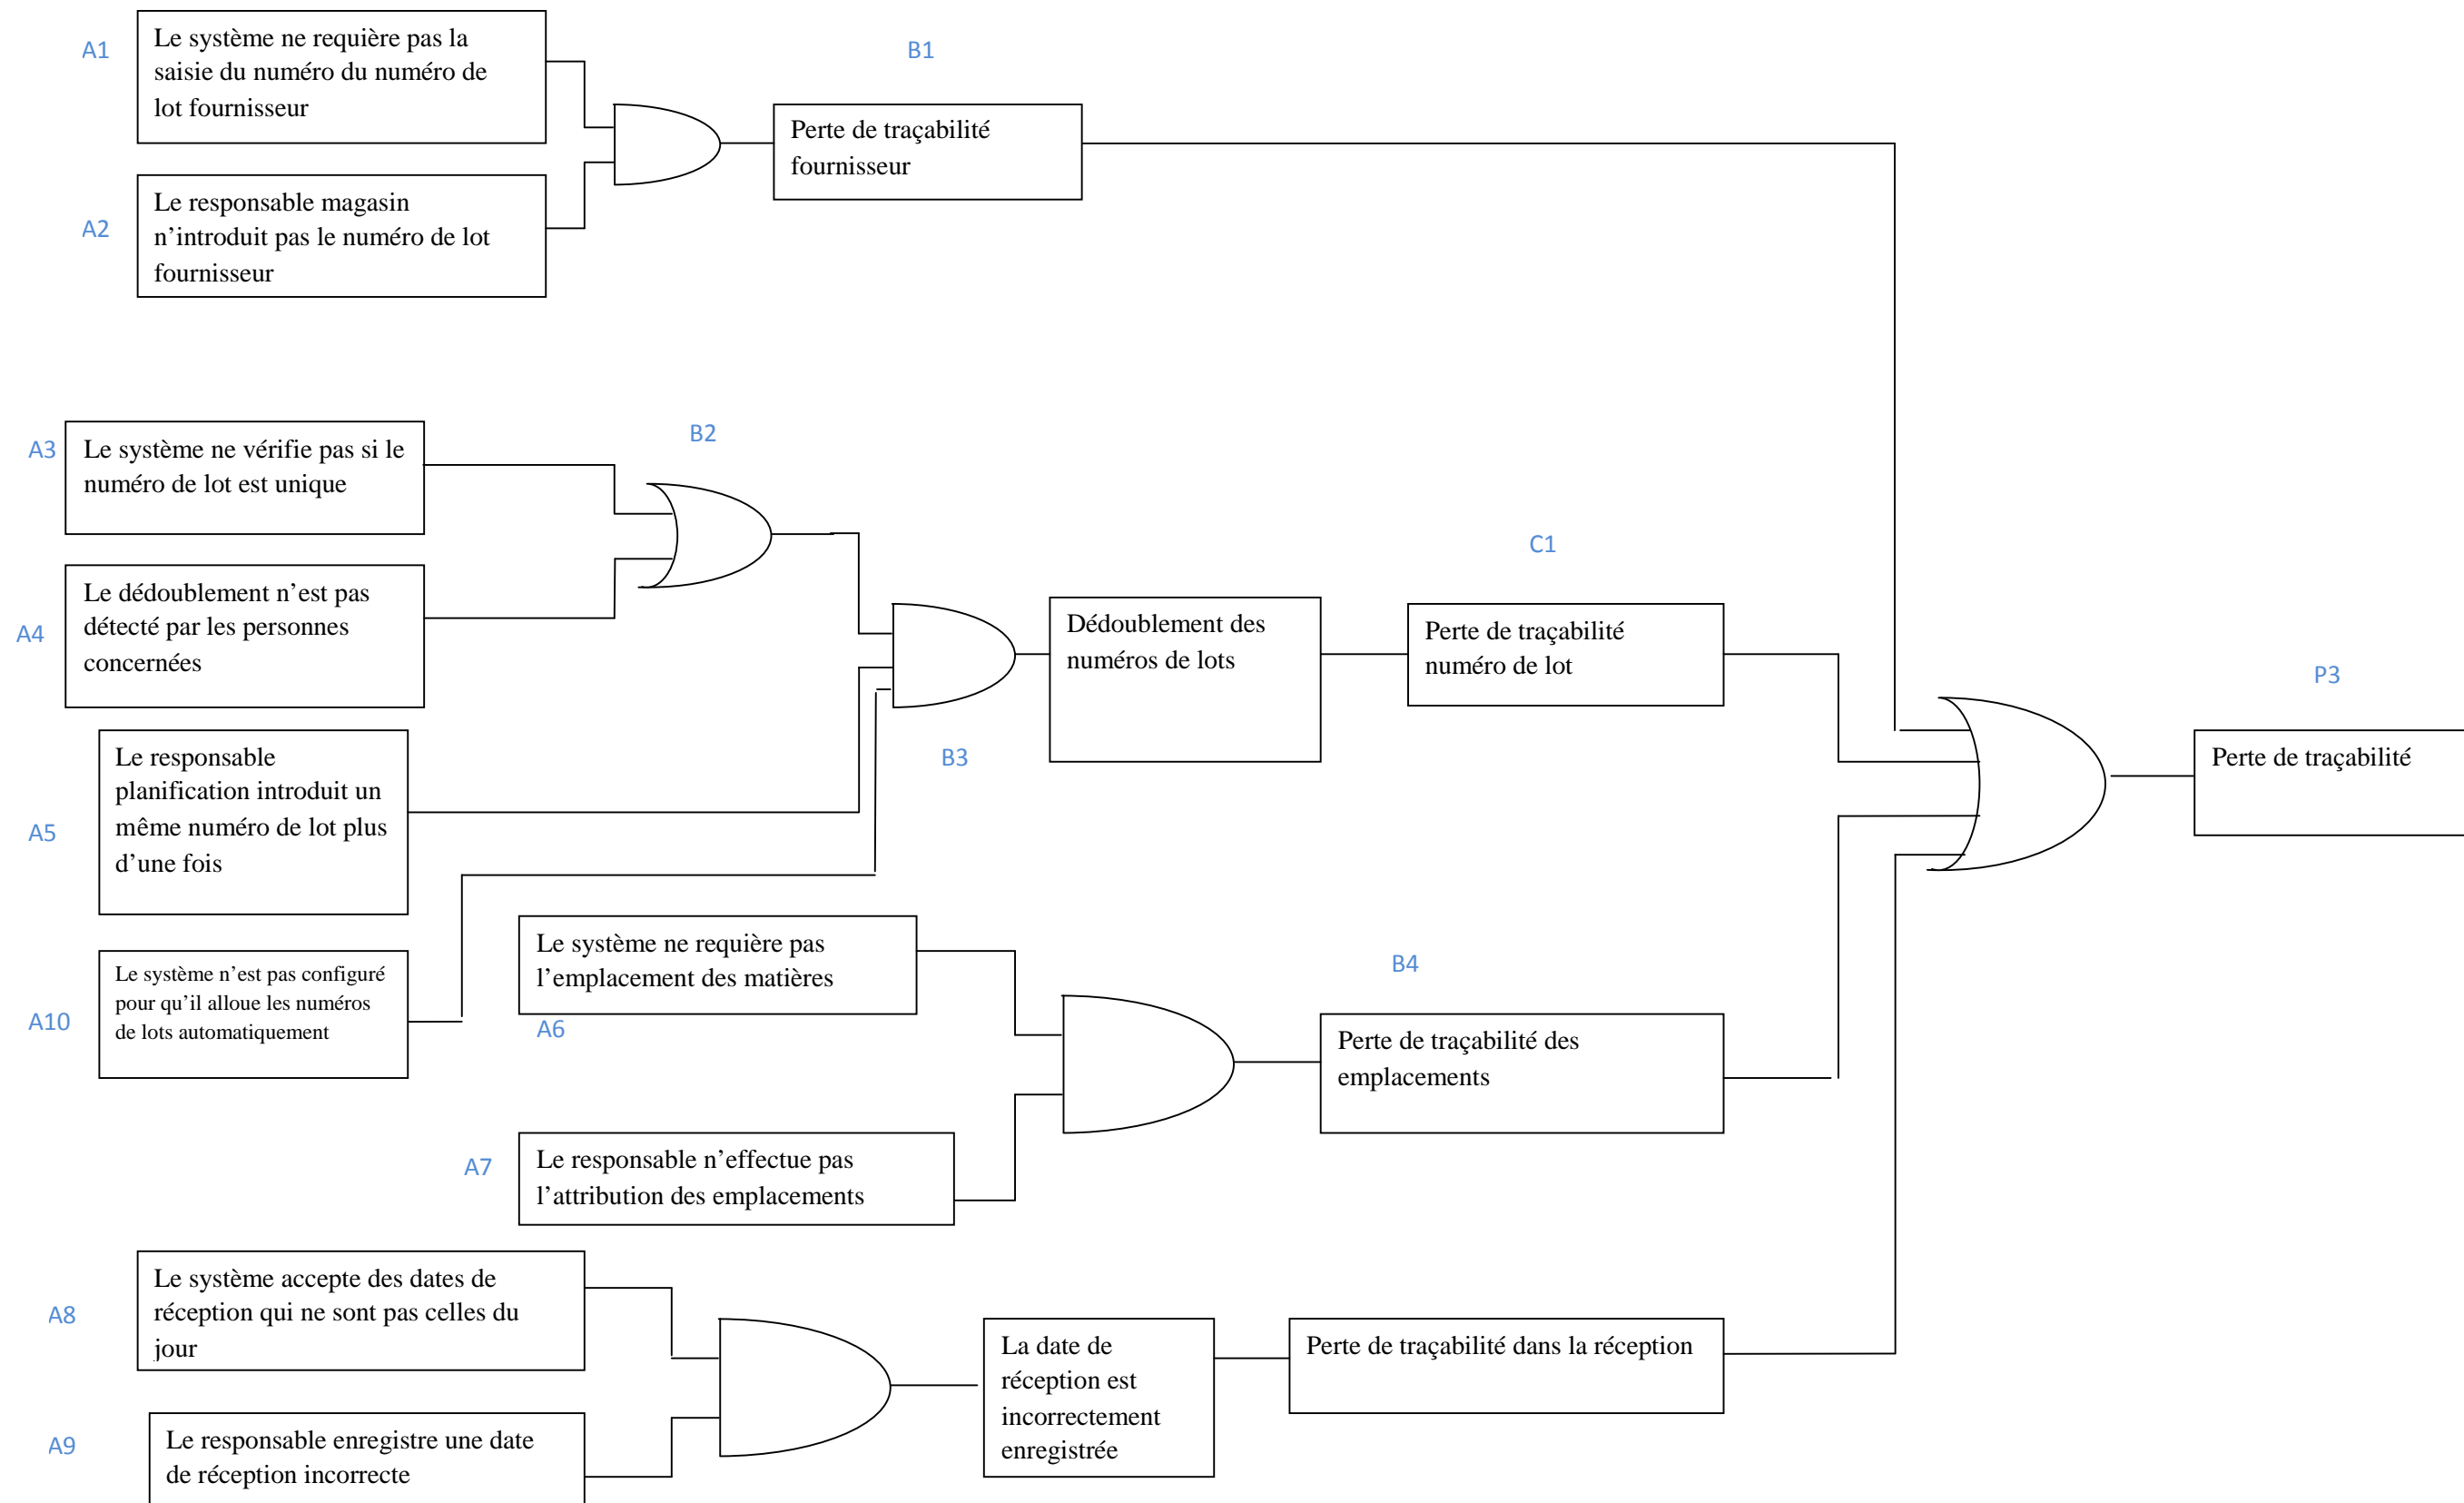 A1
Le système ne requière pas la
saisie du numéro du numéro de
lot fournisseur
B1
Perte de traçabilité
fournisseur
A2
Le responsable magasin
n’introduit pas le numéro de lot
fournisseur
A3
Le système ne vérifie pas si le
numéro de lot est unique
B2
A4
Le dédoublement n’est pas
détecté par les personnes
concernées
Dédoublement des
numéros de lots
C1
Perte de traçabilité
numéro de lot
P3
Perte de traçabilité
B3
A5
Le responsable
planification introduit un
même numéro de lot plus
d’une fois
A10
Le système n’est pas configuré
pour qu’il alloue les numéros
de lots automatiquement
Le système ne requière pas
l’emplacement des matières
A6
B4
Perte de traçabilité des
emplacements
A7
Le responsable n’effectue pas
l’attribution des emplacements
A8
Le système accepte des dates de
réception qui ne sont pas celles du
jour
La date de
réception est
incorrectement
enregistrée
Perte de traçabilité dans la réception
A9
Le responsable enregistre une date
de réception incorrecte